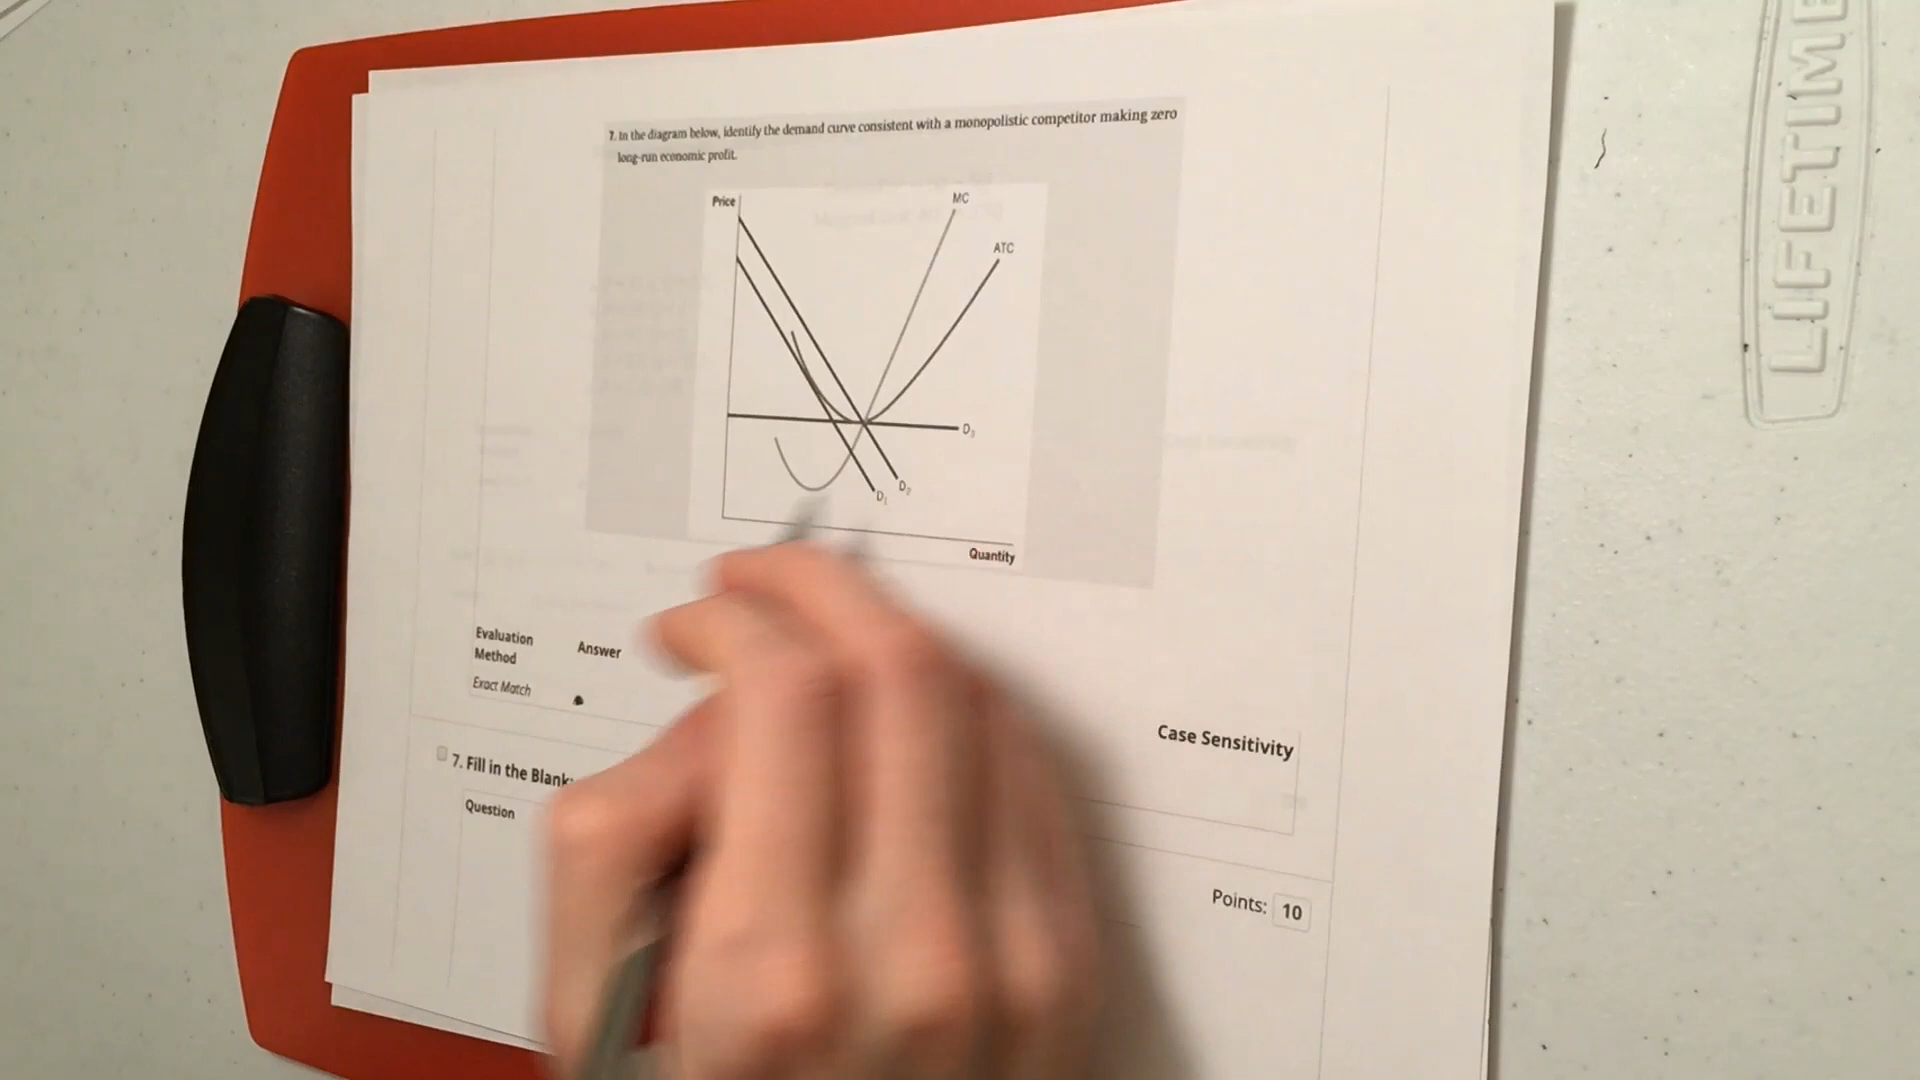 7. In the diagram below, identify the demand curve consistent with a monopolistic competitor making zero
long-run economic profit.
Price
MC
ATC
D3
D2
D1
Quantity
Evaluation
Method
Answer
Exact Match
Case Sensitivity
7. Fill in the Blank:
Question
Points: 10
LIFETIME